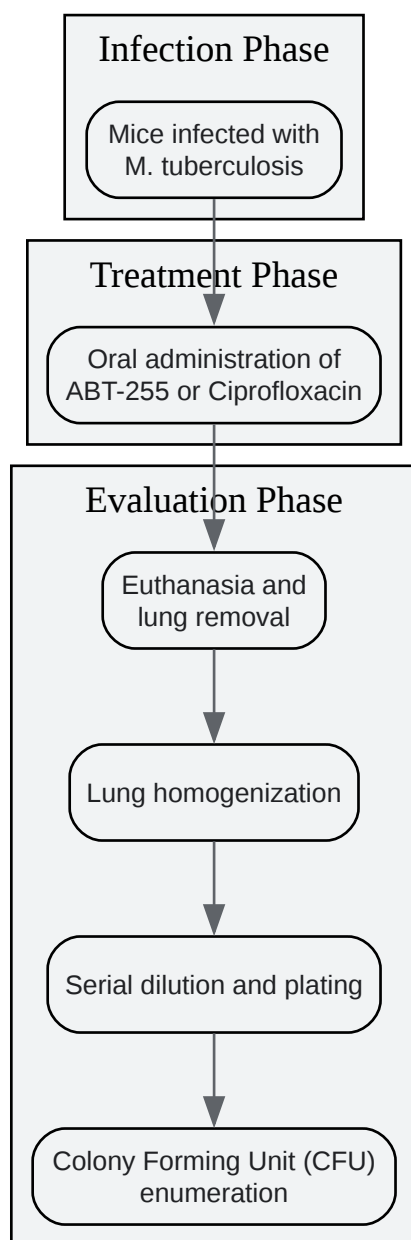 Infection Phase
Mice infected with
M. tuberculosis
Treatment Phase
Oral administration of
ABT-255 or Ciprofloxacin
Evaluation Phase
Euthanasia and
lung removal
Lung homogenization
Serial dilution and plating
Colony Forming Unit (CFU)
enumeration